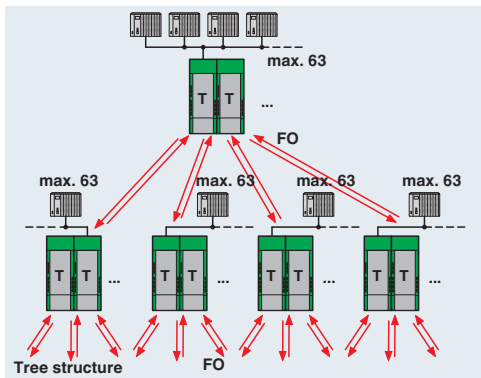 max. 63
T T ...
FO
max. 63 max. 63 max. 63 max. 63
T T ... T T ... T T ... T T ...
Tree structure FO